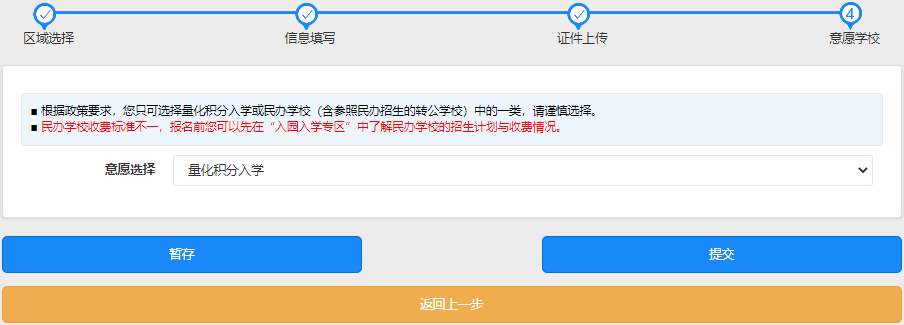 4
区域选择
信息填写
证件上传
意愿学校
■ 根据政策要求，您只可选择量化积分入学或民办学校（含参照民办招生的转公学校）中的一类，请谨慎选择。
■ 民办学校收费标准不一，报名前您可以先在“入园入学专区”中了解民办学校的招生计划与收费情况。
意愿选择
量化积分入学
暂存
提交
返回上一步